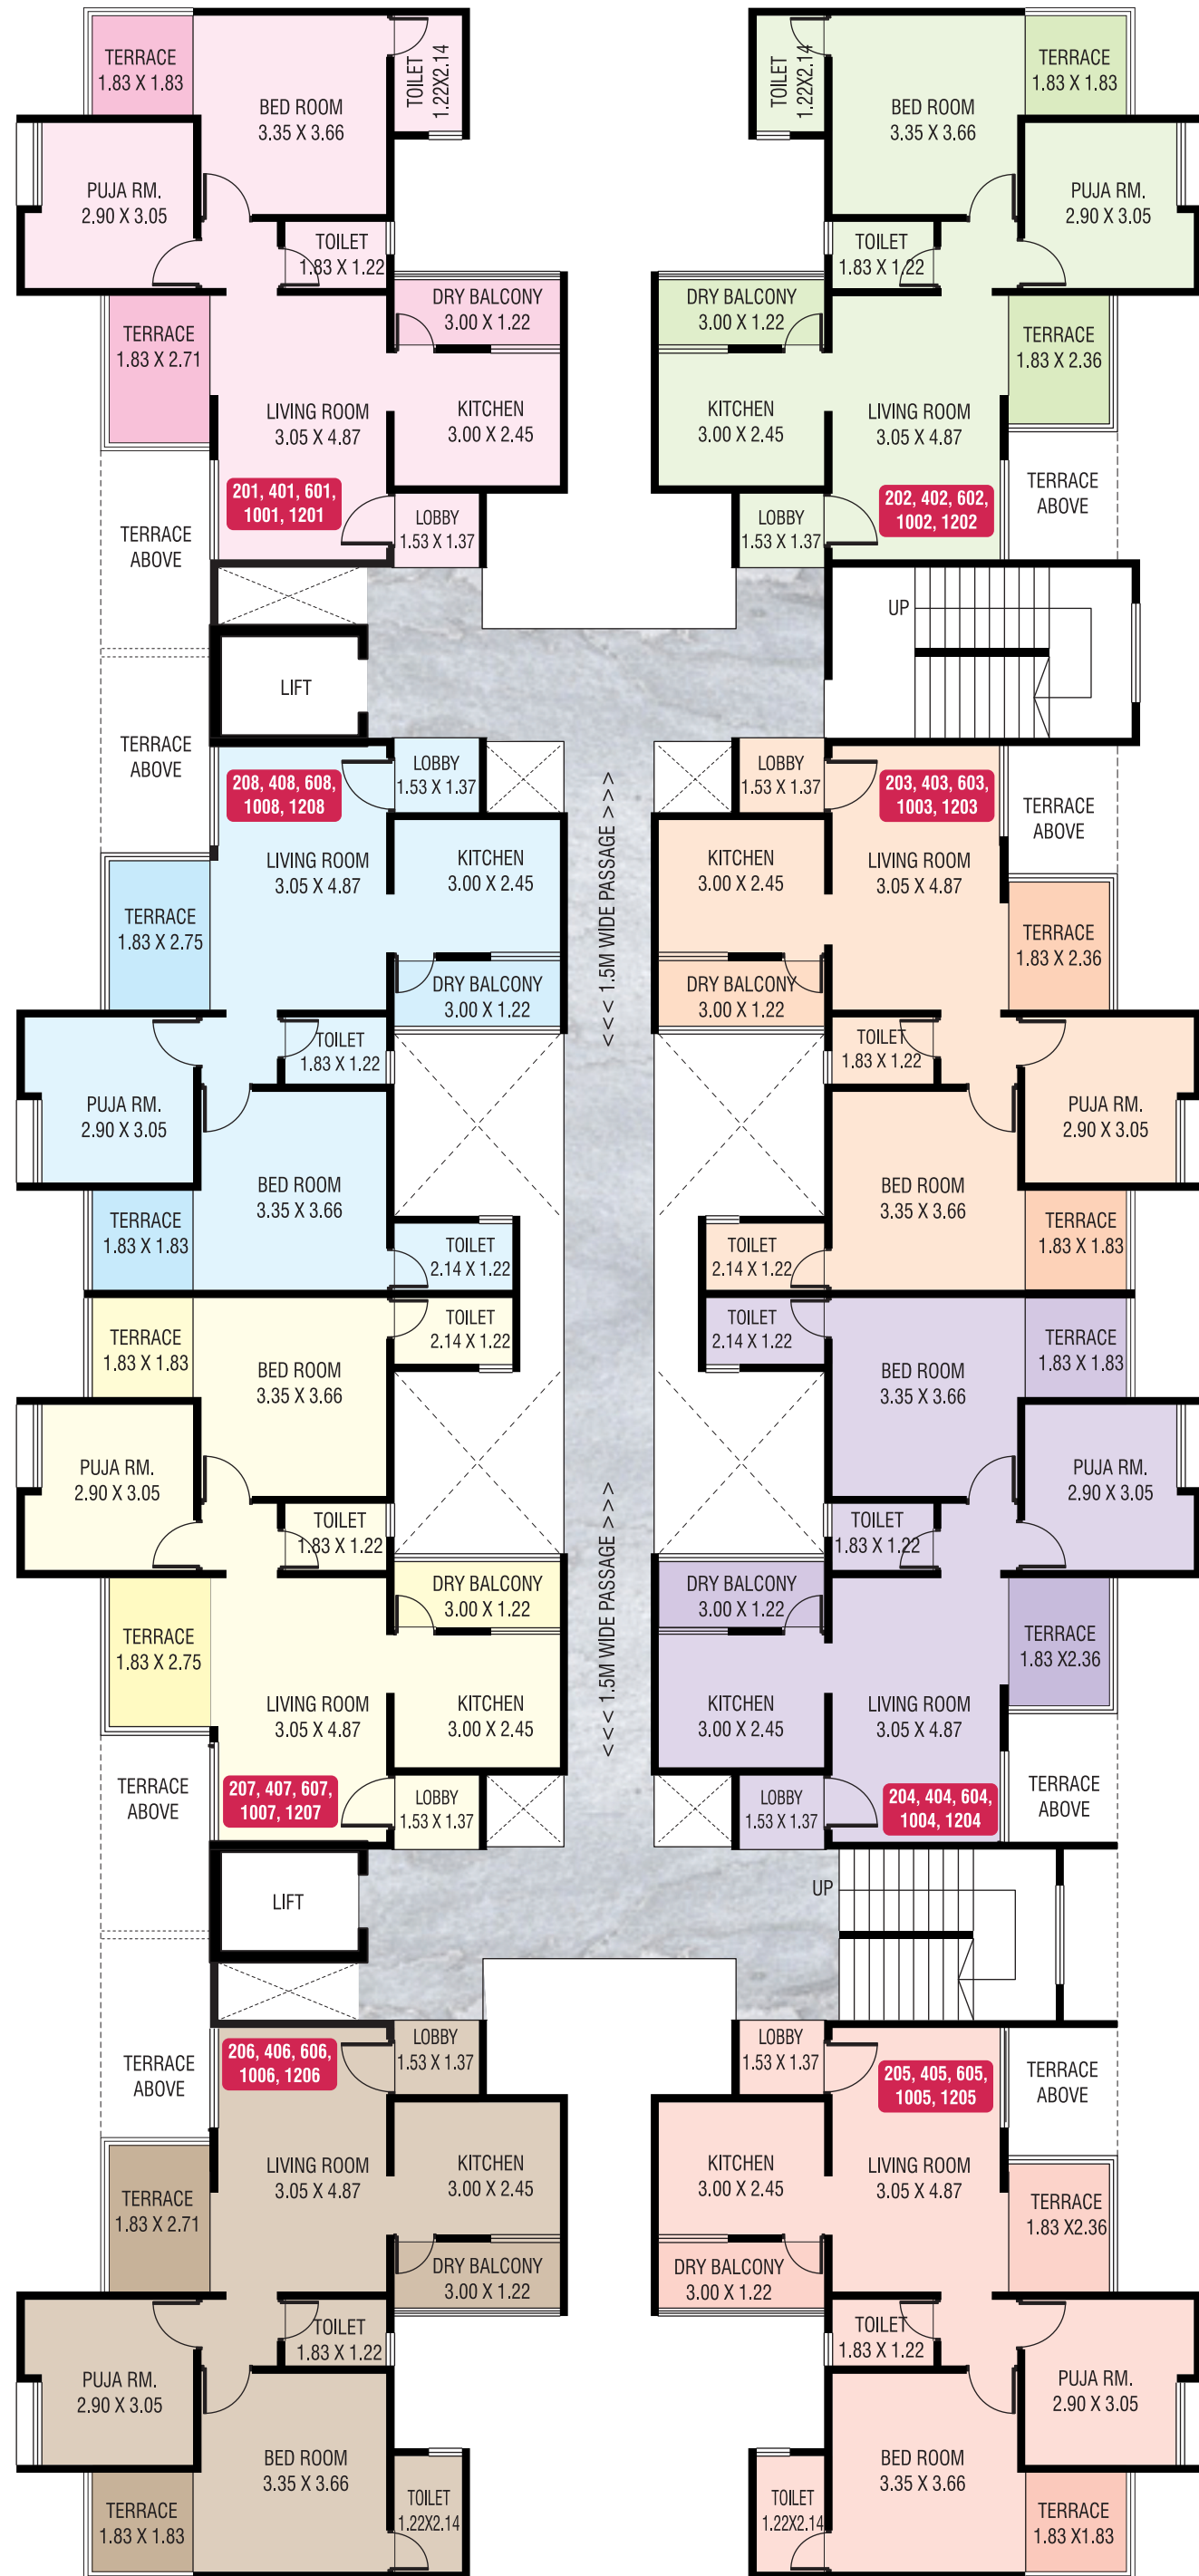 TERRACE
1.83 X 1.83
BED ROOM
3.35 X 3.66
TOILET
1.22X2.14
PUJA RM.
2.90 X 3.05
TOILET
1.83 X 1.22
DRY BALCONY
3.00 X 1.22
TERRACE
1.83 X 2.71
LIVING ROOM
3.05 X 4.87
KITCHEN
3.00 X 2.45
201, 401, 601,
1001, 1201
LOBBY
1.53 X 1.37
TERRACE
ABOVE
TOILET
1.22X2.14
BED ROOM
3.35 X 3.66
TERRACE
1.83 X 1.83
PUJA RM.
2.90 X 3.05
TOILET
1.83 X 1.22
DRY BALCONY
3.00 X 1.22
TERRACE
1.83 X 2.36
KITCHEN
3.00 X 2.45
LIVING ROOM
3.05 X 4.87
202, 402, 602,
1002, 1202
LOBBY
1.53 X 1.37
TERRACE
ABOVE
UP
LIFT
TERRACE
ABOVE
208, 408, 608,
1008, 1208
LOBBY
1.53 X 1.37
LIVING ROOM
3.05 X 4.87
KITCHEN
3.00 X 2.45
TERRACE
1.83 X 2.75
DRY BALCONY
3.00 X 1.22
TOILET
1.83 X 1.22
PUJA RM.
2.90 X 3.05
BED ROOM
3.35 X 3.66
TERRACE
1.83 X 1.83
TOILET
2.14 X 1.22
<<< 1.5M WIDE PASSAGE >>>
LOBBY
1.53 X 1.37
203, 403, 603,
1003, 1203
TERRACE
ABOVE
KITCHEN
3.00 X 2.45
LIVING ROOM
3.05 X 4.87
TERRACE
1.83 X 2.36
DRY BALCONY
3.00 X 1.22
TOILET
1.83 X 1.22
PUJA RM.
2.90 X 3.05
BED ROOM
3.35 X 3.66
TERRACE
1.83 X 1.83
TOILET
2.14 X 1.22
TERRACE
1.83 X 1.83
BED ROOM
3.35 X 3.66
TOILET
2.14 X 1.22
PUJA RM.
2.90 X 3.05
TOILET
1.83 X 1.22
DRY BALCONY
3.00 X 1.22
TERRACE
1.83 X 2.75
LIVING ROOM
3.05 X 4.87
KITCHEN
3.00 X 2.45
TERRACE
ABOVE
207, 407, 607,
1007, 1207
LOBBY
1.53 X 1.37
<<< 1.5M WIDE PASSAGE >>>
TOILET
2.14 X 1.22
BED ROOM
3.35 X 3.66
TERRACE
1.83 X 1.83
PUJA RM.
2.90 X 3.05
TOILET
1.83 X 1.22
DRY BALCONY
3.00 X 1.22
TERRACE
1.83 X2.36
KITCHEN
3.00 X 2.45
LIVING ROOM
3.05 X 4.87
LOBBY
1.53 X 1.37
204, 404, 604,
1004, 1204
TERRACE
ABOVE
LIFT
UP
206, 406, 606,
1006, 1206
LOBBY
1.53 X 1.37
TERRACE
ABOVE
LIVING ROOM
3.05 X 4.87
KITCHEN
3.00 X 2.45
TERRACE
1.83 X 2.71
DRY BALCONY
3.00 X 1.22
TOILET
1.83 X 1.22
PUJA RM.
2.90 X 3.05
BED ROOM
3.35 X 3.66
TERRACE
1.83 X 1.83
TOILET
1.22X2.14
LOBBY
1.53 X 1.37
205, 405, 605,
1005, 1205
TERRACE
ABOVE
KITCHEN
3.00 X 2.45
LIVING ROOM
3.05 X 4.87
TERRACE
1.83 X2.36
DRY BALCONY
3.00 X 1.22
TOILET
1.83 X 1.22
PUJA RM.
2.90 X 3.05
BED ROOM
3.35 X 3.66
TOILET
1.22X2.14
TERRACE
1.83 X1.83